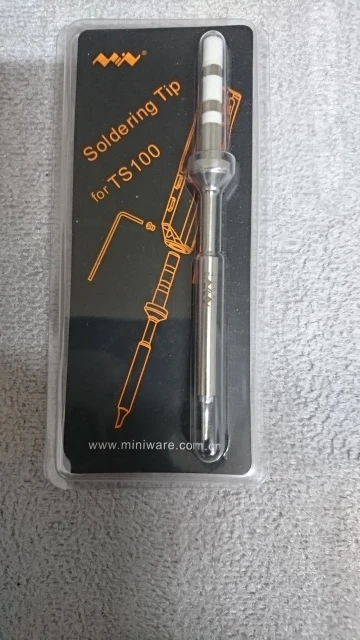 Soldering Tip
for TS100
www.miniware.com.cn